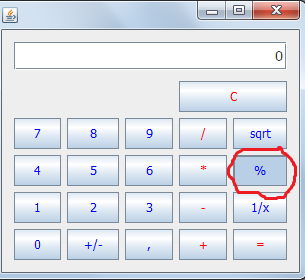 0
C
7 8 9 / sqrt
4 5 6 * %
1 2 3 - 1/x
0 +/- , + =